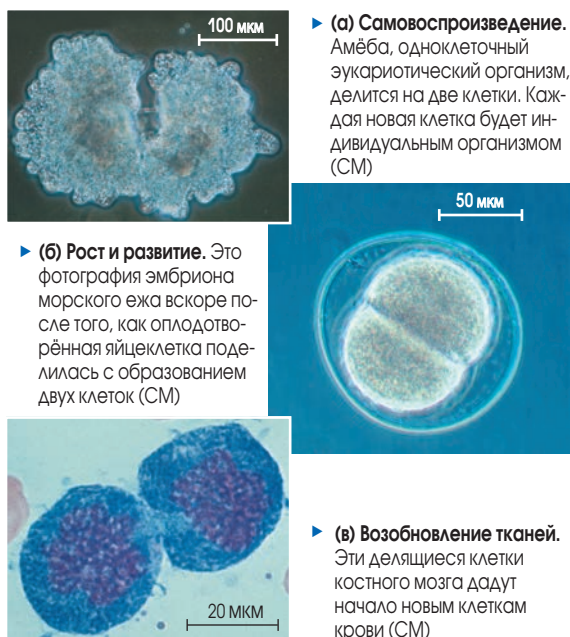 100 мкм
▶ (а) Самовоспроизведение.
Амёба, одноклеточный
эукариотический организм,
делится на две клетки. Каж-
дая новая клетка будет ин-
дивидуальным организмом
(СМ)
50 мкм
▶ (б) Рост и развитие. Это
фотография эмбриона
морского ежа вскоре по-
сле того, как оплодотво-
рённая яйцеклетка поде-
лилась с образованием
двух клеток (СМ)
20 мкм
▶ (в) Возобновление тканей.
Эти делящиеся клетки
костного мозга дадут
начало новым клеткам
крови (СМ)